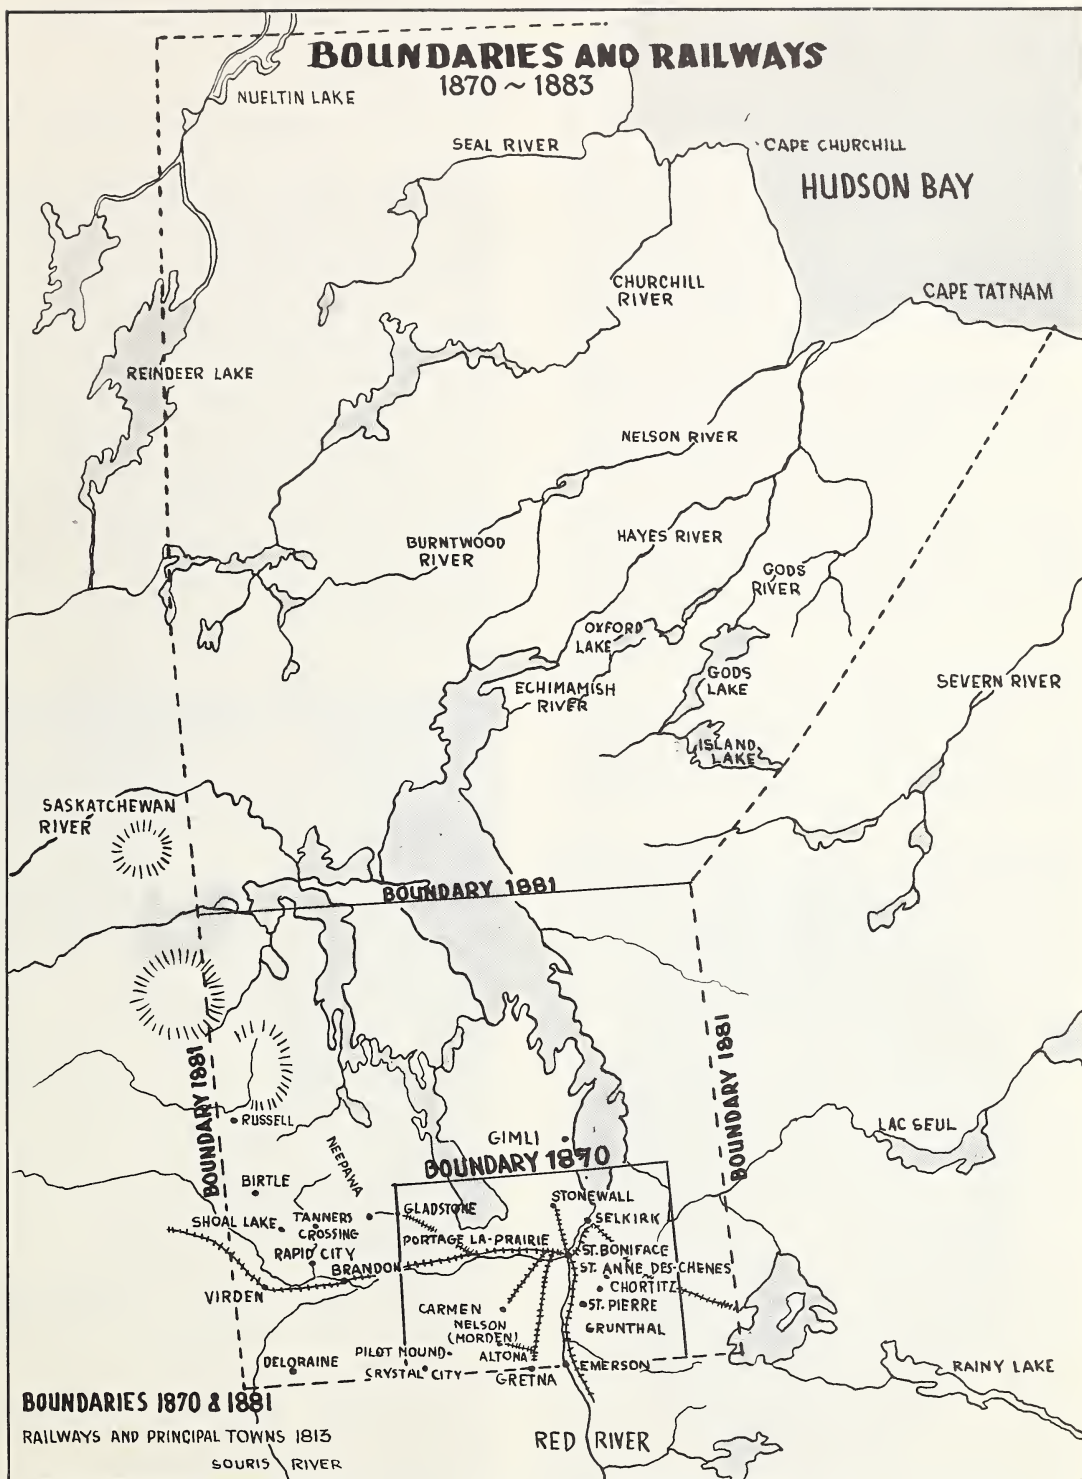 BOUNDARIES AND RAILWAYS
1870 ~ 1883
NUELTIN LAKE
SEAL RIVER
CAPE CHURCHILL
HUDSON BAY
CHURCHILL
RIVER
CAPE TATNAM
REINDEER LAKE
NELSON RIVER
BURNTWOOD
RIVER
HAYES RIVER
GODS
RIVER
OXFORD
LAKE
ECHIMAMISH
RIVER
GODS
LAKE
SEVERN RIVER
ISLAND
LAKE
SASKATCHEWAN
RIVER
BOUNDARY 1881
BOUNDARY 1881
BOUNDARY 1881
RUSSELL
LAC SEUL
GIMLI
BOUNDARY 1870
NEEPAWA
BIRTLE
STONEWALL
GLADSTONE
SHOAL LAKE
TANNERS
CROSSING
SELKIRK
PORTAGE LA-PRAIRIE
RAPID CITY
ST. BONIFACE
BRANDON
ST. ANNE DES-CHENES
CHORTITZ
VIRDEN
CARMEN
ST. PIERRE
NELSON
(MORDEN)
GRUNTHAL
PILOT MOUND
ALTONA
DELORAINE
CRYSTAL CITY
GRETNA
EMERSON
RAINY LAKE
BOUNDARIES 1870 & 1881
RAILWAYS AND PRINCIPAL TOWNS 1813
RED RIVER
SOURIS RIVER